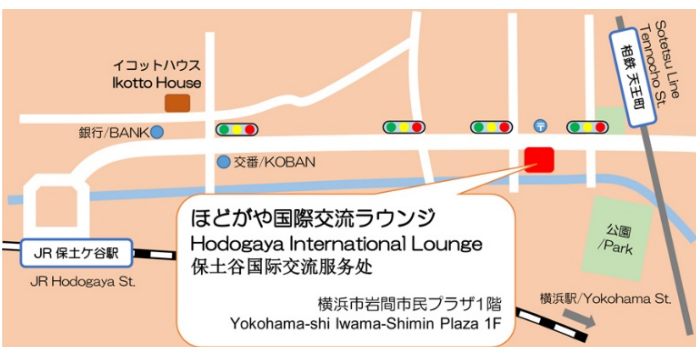 イコットハウス
Ikotto House
銀行/BANK
交番/KOBAN
〒
Sotetsu Line
Tennocho St.
相鉄 天王町
ほどがや国際交流ラウンジ
Hodogaya International Lounge
保土谷国际交流服务处
横浜市岩間市民プラザ1階
Yokohama-shi Iwama-Shimin Plaza 1F
JR 保土ケ谷駅
JR Hodogaya St.
公園
/Park
横浜駅/Yokohama St.